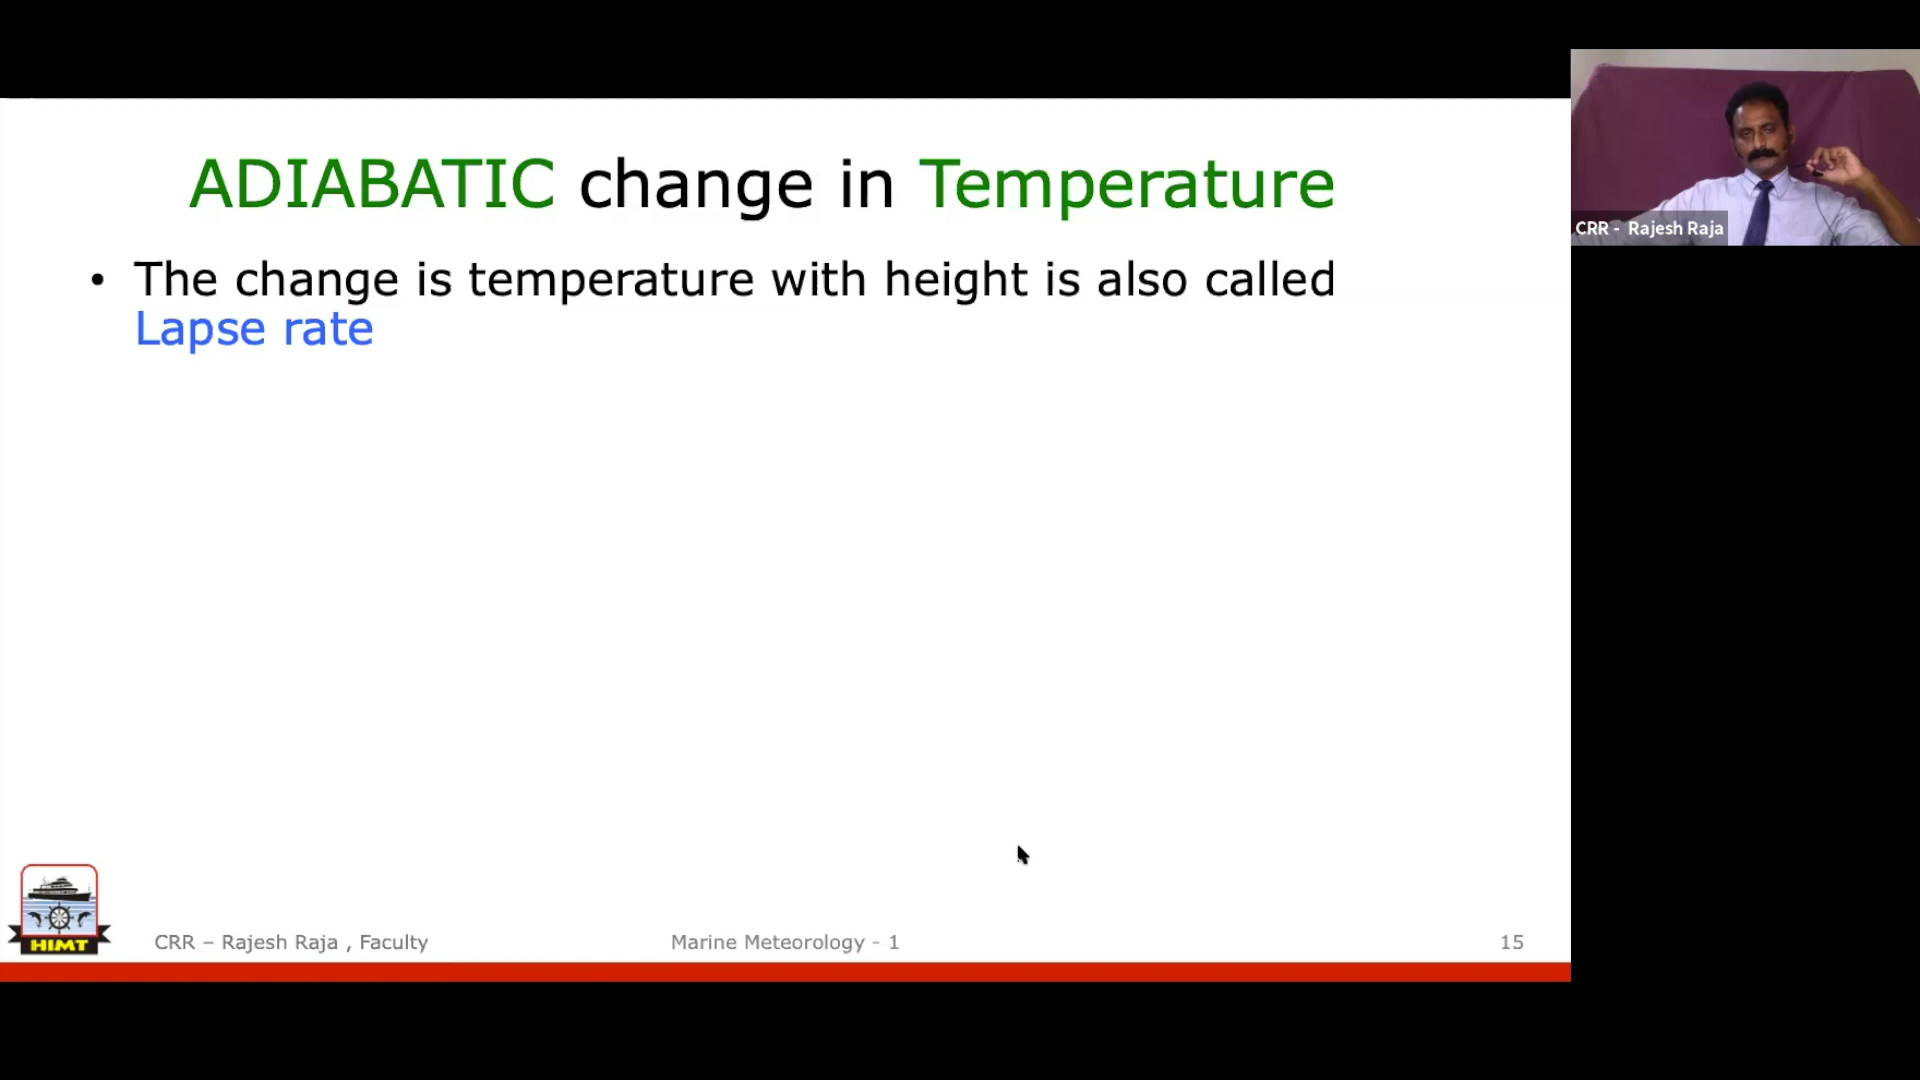 ADIABATIC change in Temperature
• The change is temperature with height is also called
Lapse rate
CRR - Rajesh Raja
HIMT
CRR – Rajesh Raja , Faculty
Marine Meteorology - 1
15